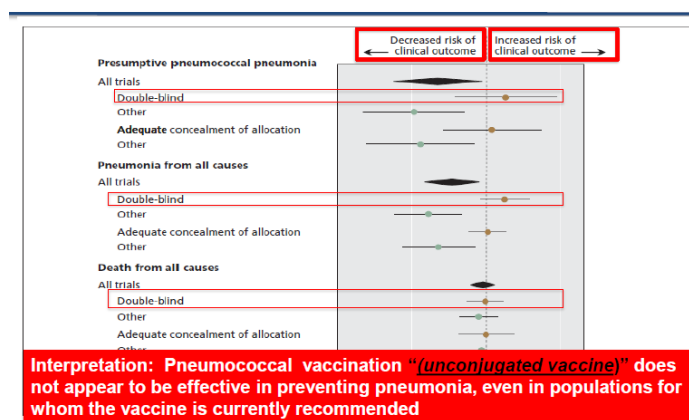 Decreased risk of
clinical outcome
Increased risk of
clinical outcome
Presumptive pneumococcal pneumonia
All trials
Double-blind
Other
Adequate concealment of allocation
Other
Pneumonia from all causes
All trials
Double-blind
Other
Adequate concealment of allocation
Other
Death from all causes
All trials
Double-blind
Other
Adequate concealment of allocation
Other
Interpretation: Pneumococcal vaccination “(unconjugated vaccine)” does
not appear to be effective in preventing pneumonia, even in populations for
whom the vaccine is currently recommended